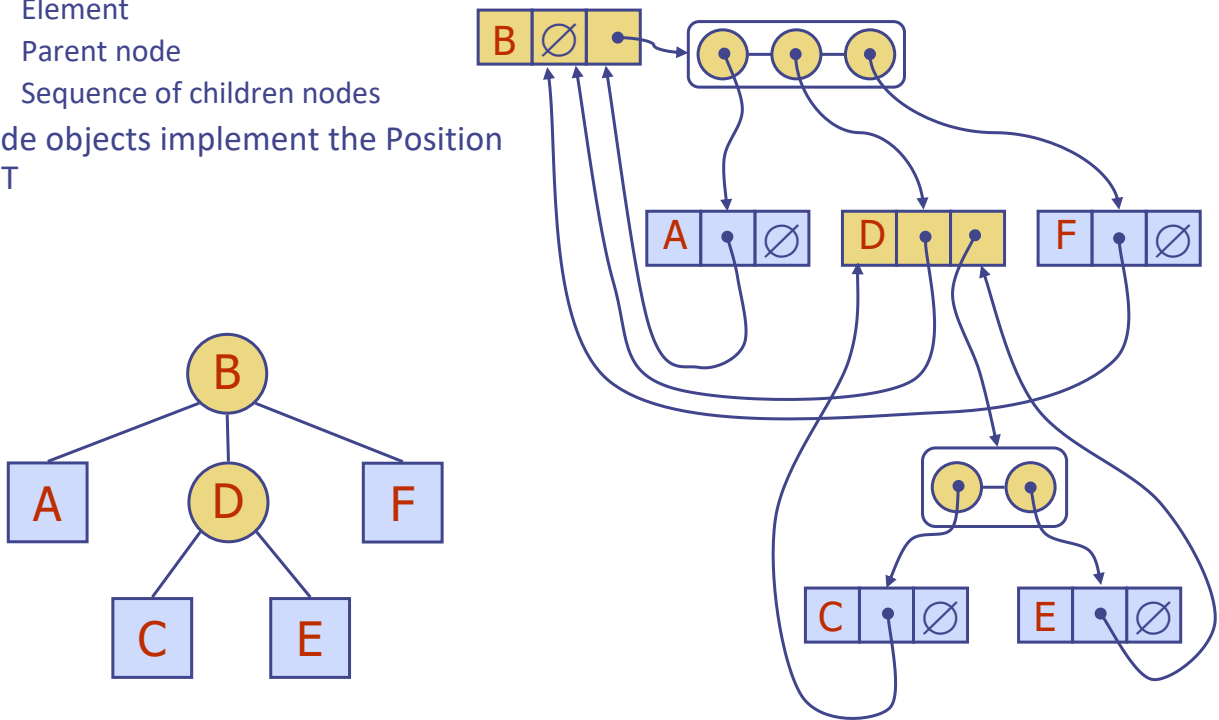 Element
Parent node
Sequence of children nodes
de objects implement the Position
T
B ∅
A ∅
D
F ∅
B
A
D
F
C
E
C ∅
E ∅